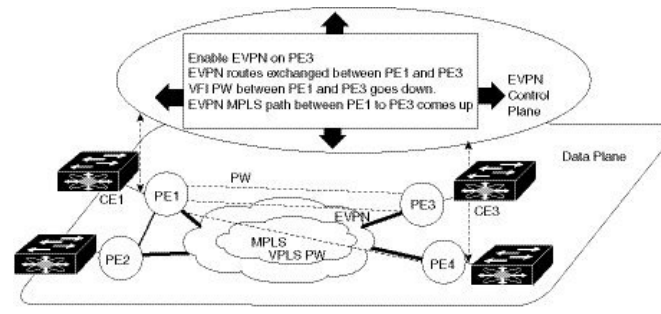 Enable EVPN on PE3
EVPN routes exchanged between PE1 and PE3
VFI PW between PE1 and PE3 goes down.
EVPN MPLS path between PE1 to PE3 comes up
EVPN
Control
Plane
Data Plane
PW
CE1
PE1
PE3
CE3
EVPN
MPLS
VPLS PW
PE2
PE4